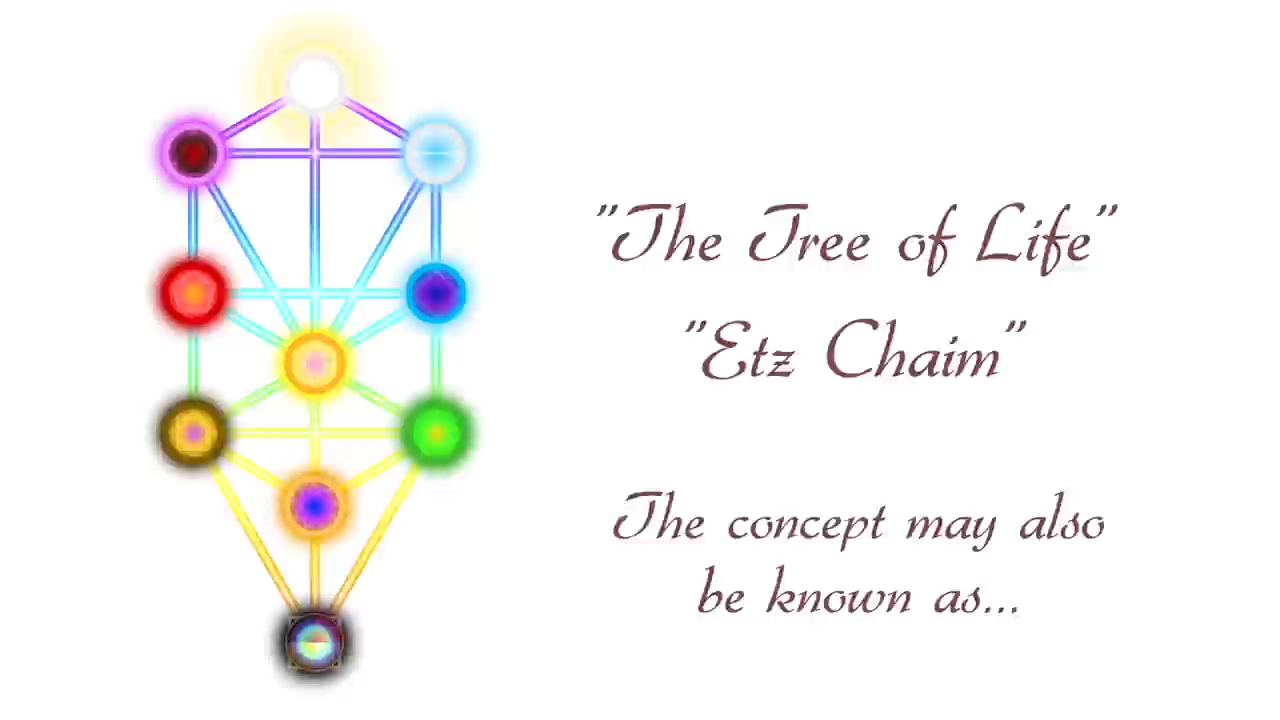 "The Tree of Life"
"Etz Chaim"
The concept may also
be known as...